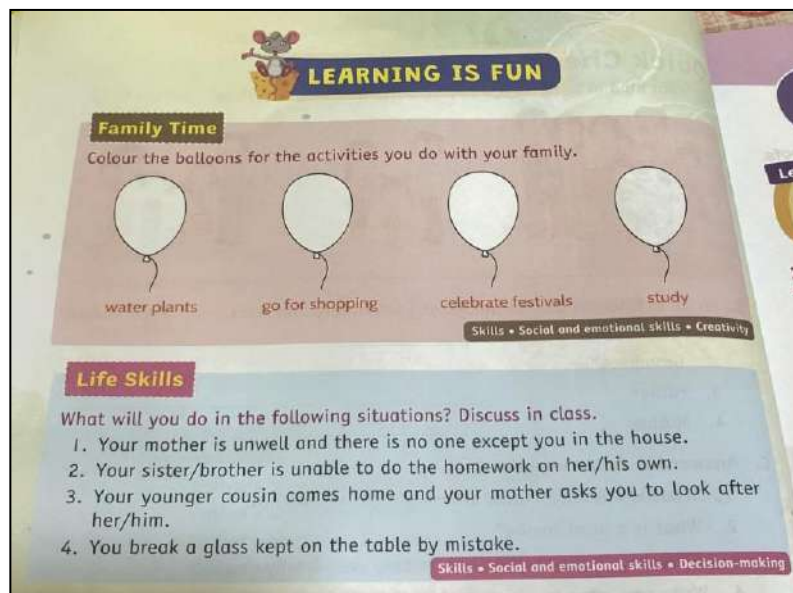 LEARNING IS FUN
Family Time
Colour the balloons for the activities you do with your family.
water plants go for shopping celebrate festivals study
Skills • Social and emotional skills • Creativity
Life Skills
What will you do in the following situations? Discuss in class.
1. Your mother is unwell and there is no one except you in the house.
2. Your sister/brother is unable to do the homework on her/his own.
3. Your younger cousin comes home and your mother asks you to look after
her/him.
4. You break a glass kept on the table by mistake.
Skills • Social and emotional skills • Decision-making